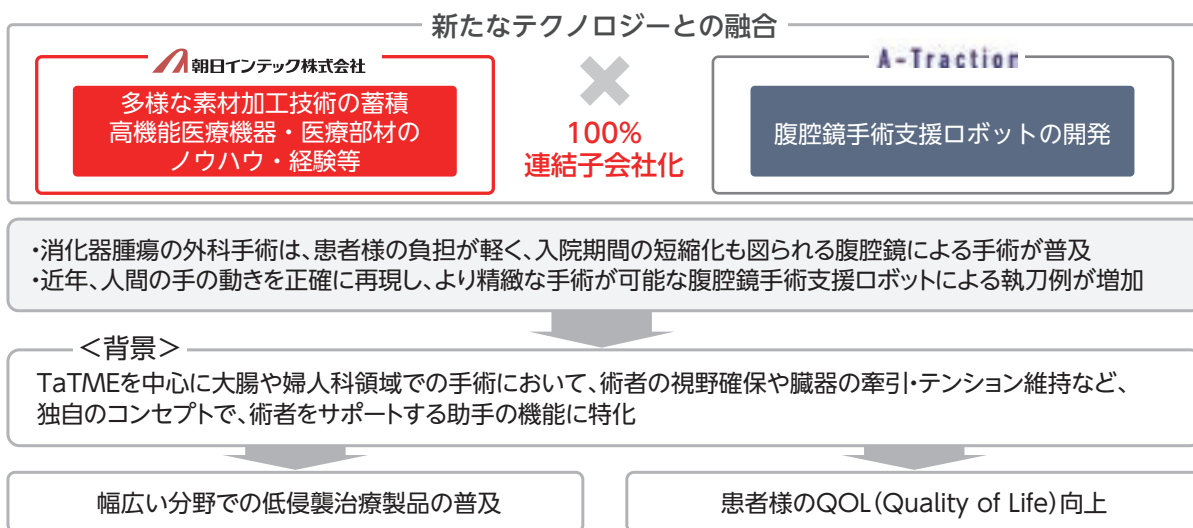 新たなテクノロジーとの融合
朝日インテック株式会社
多様な素材加工技術の蓄積
高機能医療機器・医療部材の
ノウハウ・経験等
100%
連結子会社化
A-Traction
腹腔鏡手術支援ロボットの開発
・消化器腫瘍の外科手術は、患者様の負担が軽く、入院期間の短縮化も図られる腹腔鏡による手術が普及
・近年、人間の手の動きを正確に再現し、より精緻な手術が可能な腹腔鏡手術支援ロボットによる執刀例が増加
＜背景＞
TaTMEを中心に大腸や婦人科領域での手術において、術者の視野確保や臓器の牽引・テンション維持など、
独自のコンセプトで、術者をサポートする助手の機能に特化
幅広い分野での低侵襲治療製品の普及
患者様のQOL(Quality of Life)向上